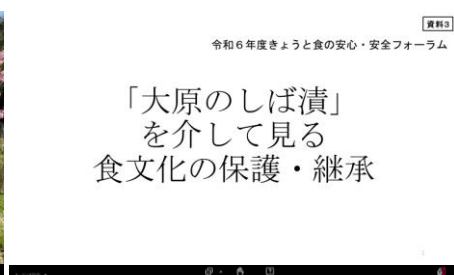 資料3
令和6年度きょうと食の安心・安全フォーラム
「大原のしば漬」
を介して見る
食文化の保護・継承